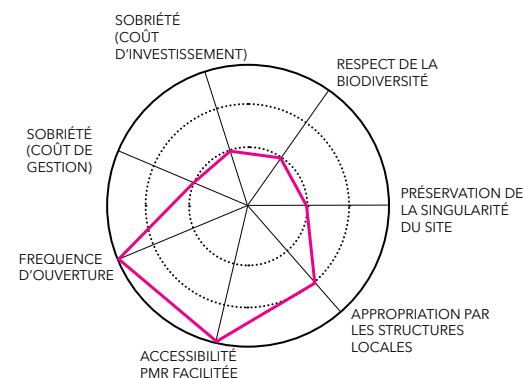 SOBRIÉTÉ
(COÛT
D'INVESTISSEMENT)
RESPECT DE LA
BIODIVERSITÉ
SOBRIÉTÉ
(COÛT DE
GESTION)
PRÉSERVATION DE
LA SINGULARITÉ
DU SITE
FREQUENCE
D'OUVERTURE
APPROPRIATION PAR
LES STRUCTURES
LOCALES
ACCESSIBILITÉ
PMR FACILITÉE